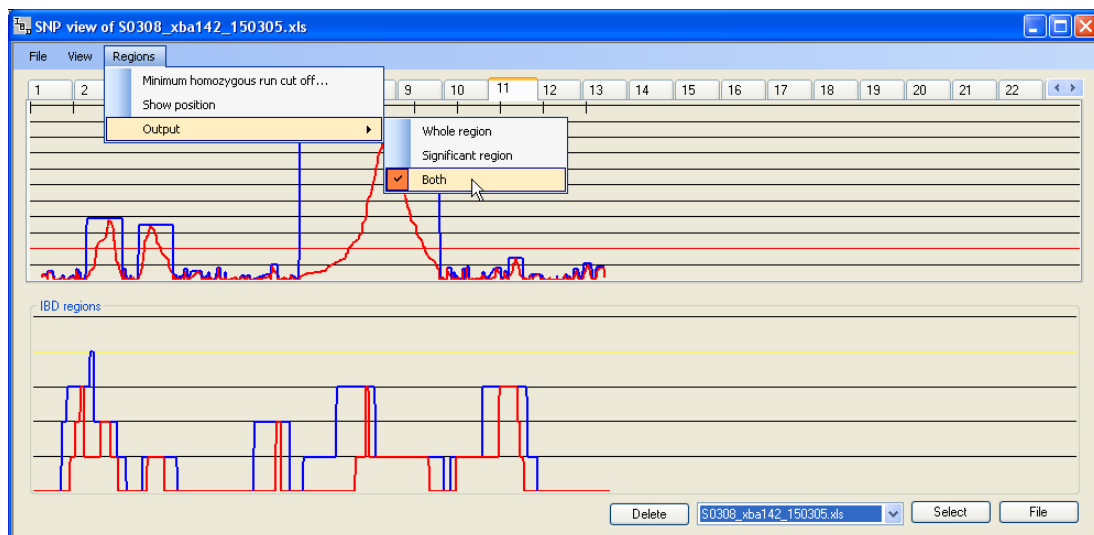 SNP view of S0308_xba142_150305.xls
File View Regions
Minimum homozygous run cut off...
Show position
Output
1 2 9 10 11 12 13 14 15 16 17 18 19 20 21 22
Whole region
Significant region
Both
IBD regions
Delete S0308_xba142_150305.xls Select File